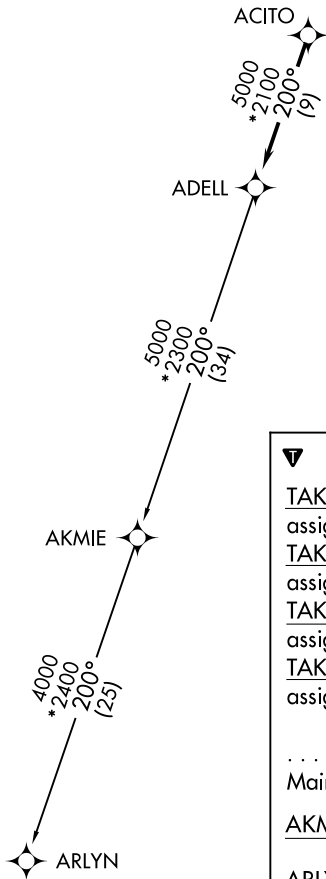 ACITO
5000
*2100
200°
(9)
ADELL
5000
*2300
200°
(34)
AKMIE
4000
*2400
200°
(25)
ARLYN
T
TAK
assig
TAK
assig
TAK
assig
TAK
assig
. . .
Main
AKM